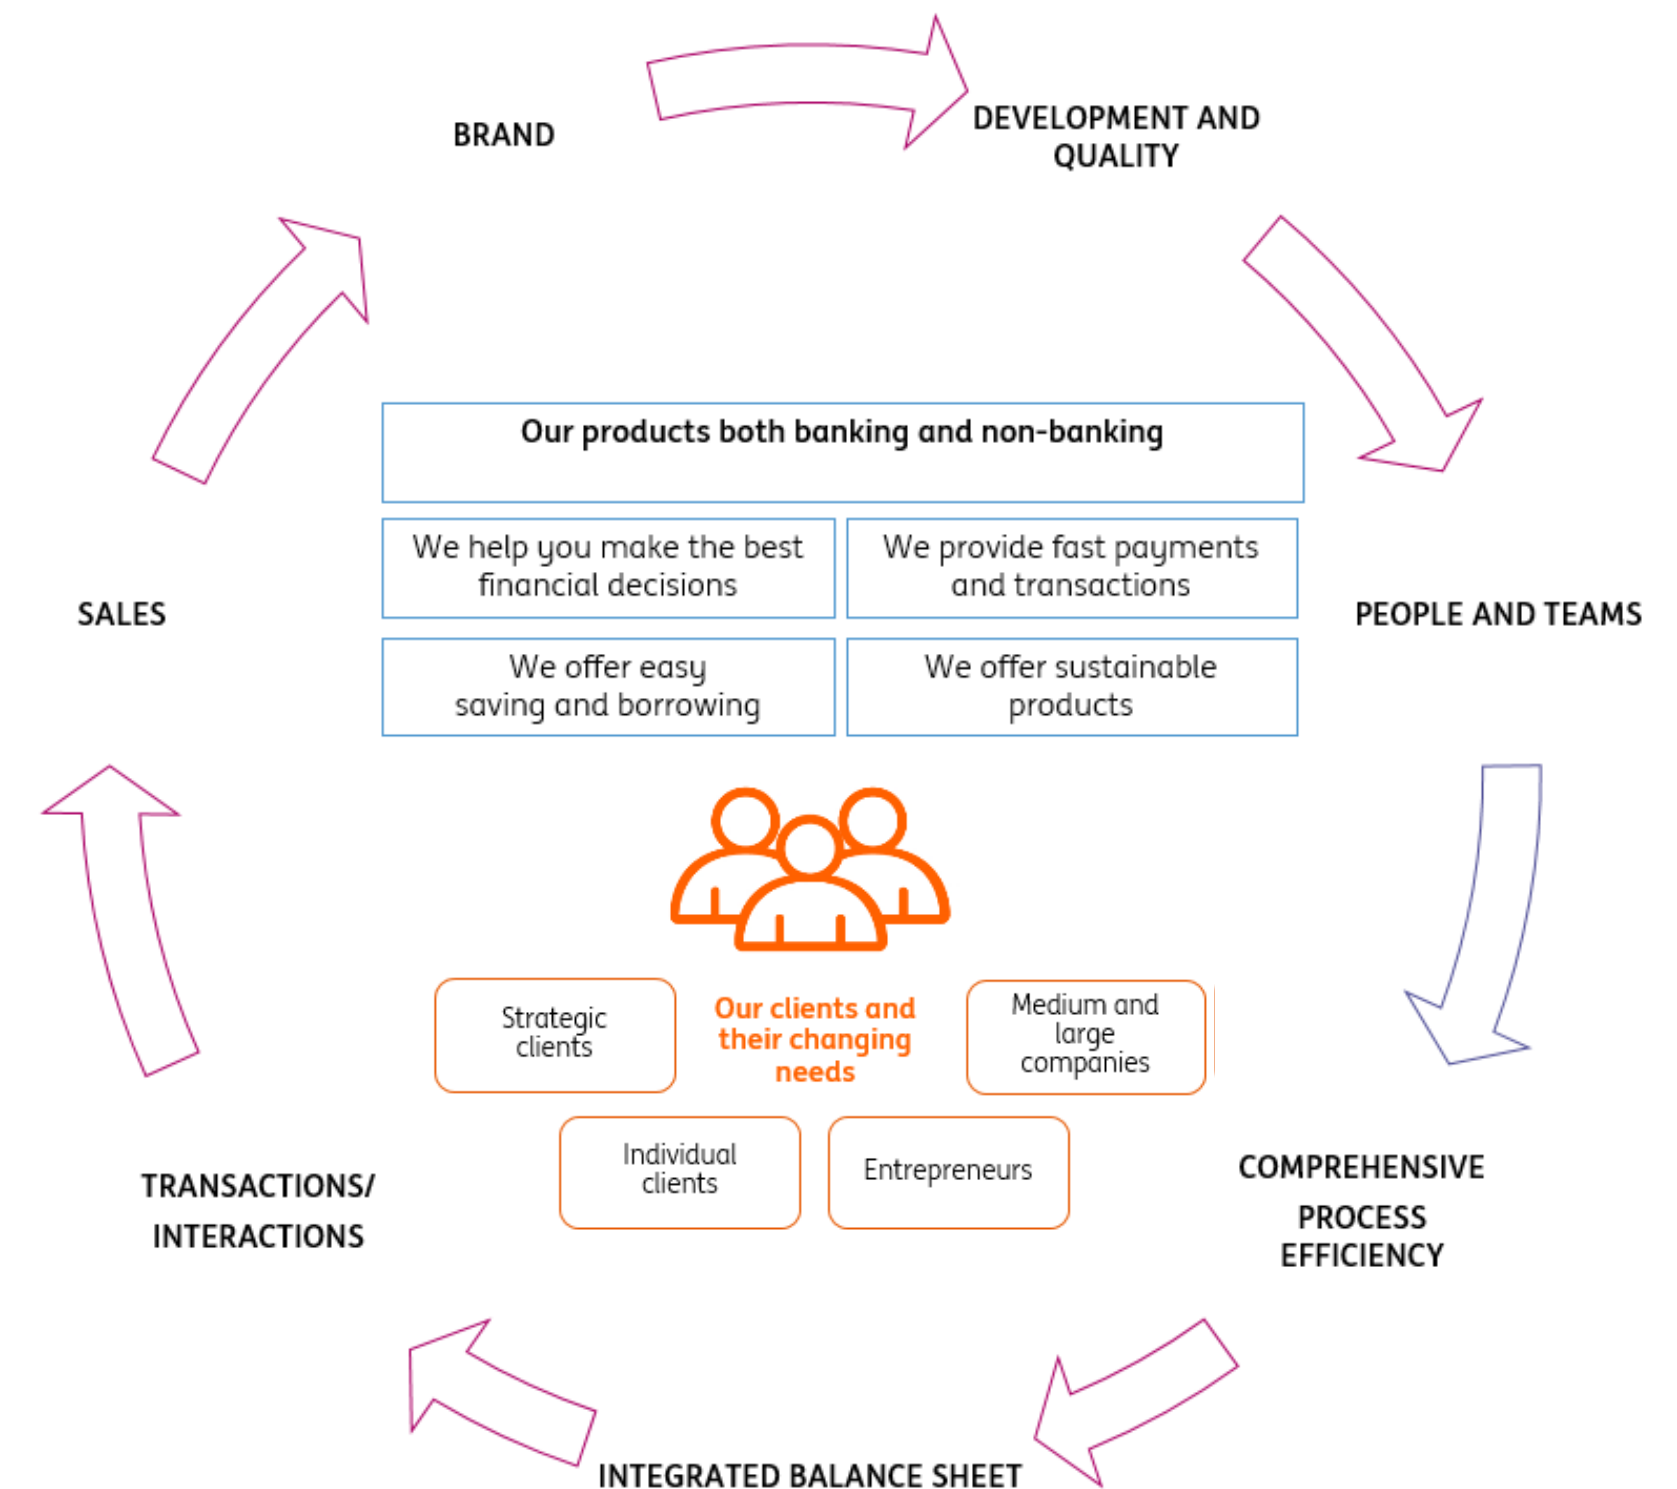 BRAND
DEVELOPMENT AND
QUALITY
Our products both banking and non-banking
We help you make the best
financial decisions
We provide fast payments
and transactions
We offer easy
saving and borrowing
We offer sustainable
products
SALES
PEOPLE AND TEAMS
Strategic
clients
Our clients and
their changing
needs
Medium and
large
companies
Individual
clients
Entrepreneurs
TRANSACTIONS/
INTERACTIONS
COMPREHENSIVE
PROCESS
EFFICIENCY
INTEGRATED BALANCE SHEET